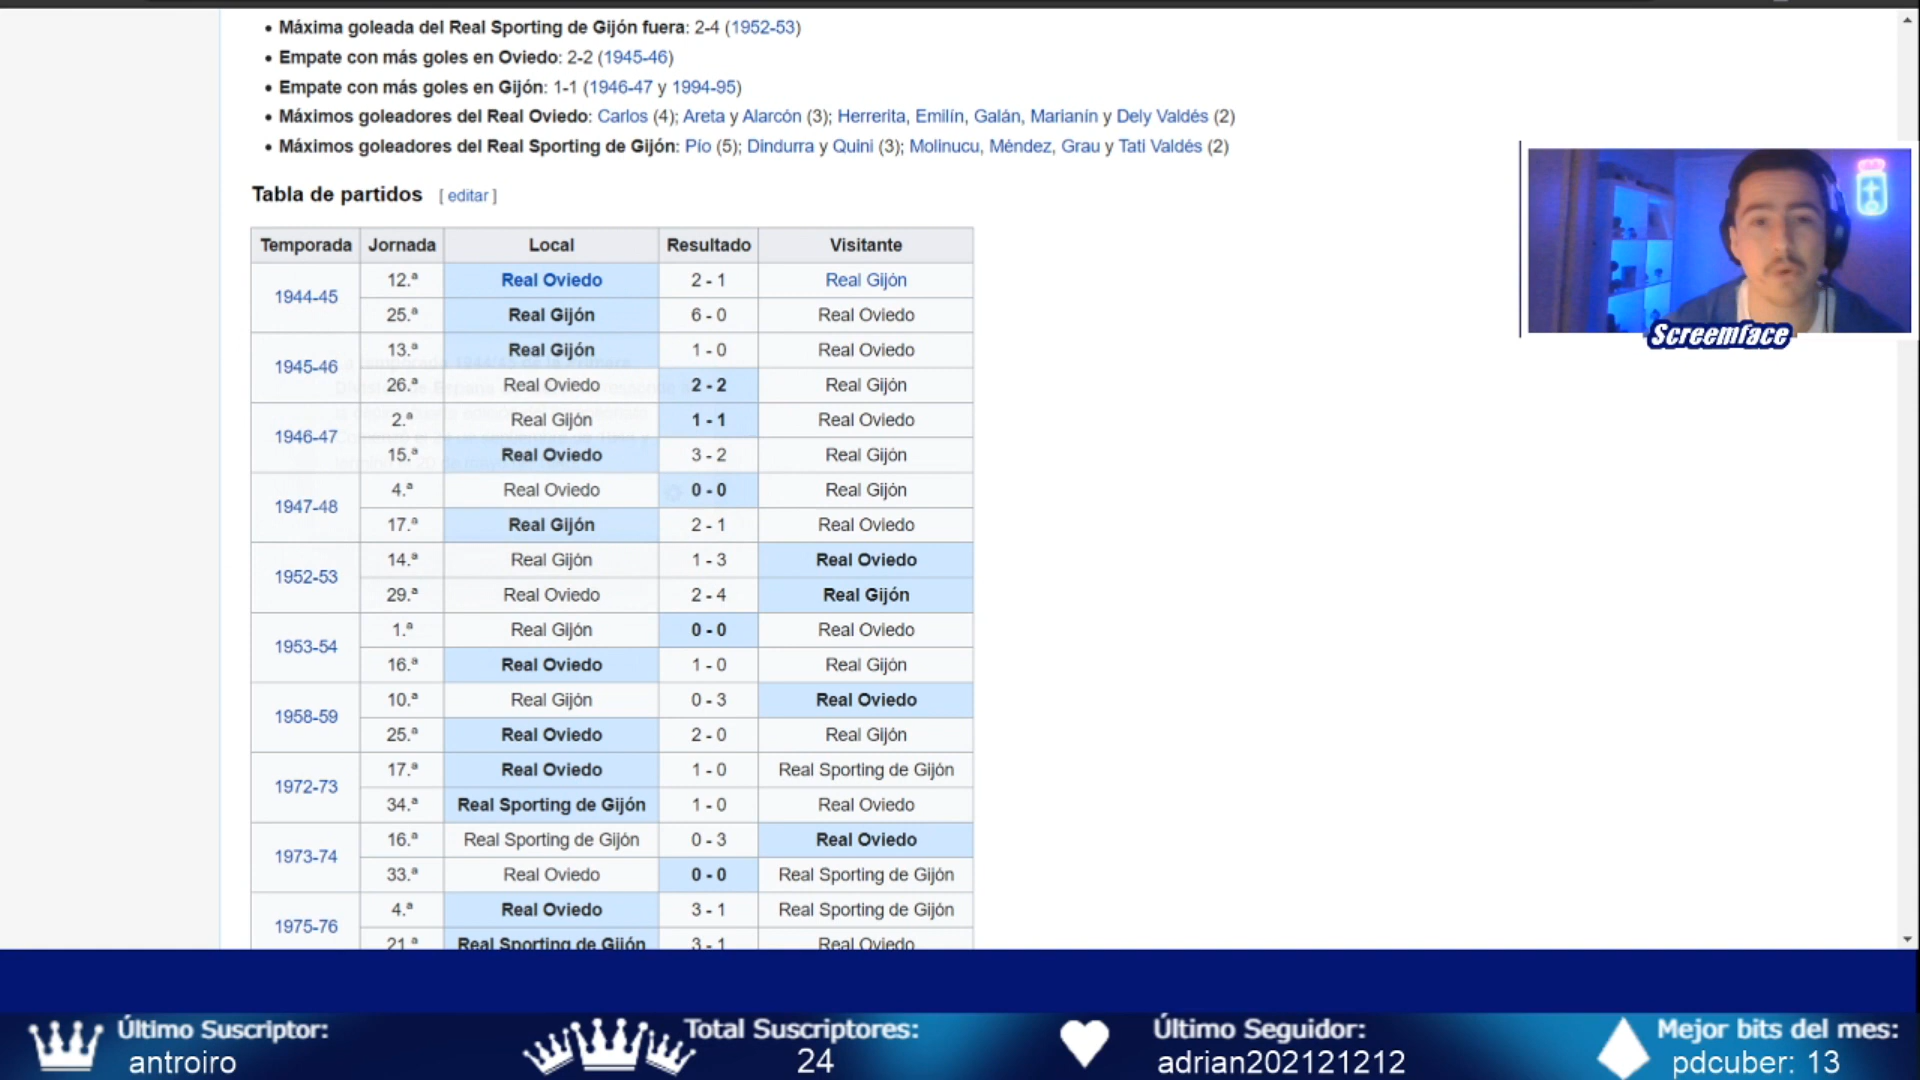 • Máxima goleada del Real Sporting de Gijón fuera: 2-4 (1952-53)
• Empate con más goles en Oviedo: 2-2 (1945-46)
• Empate con más goles en Gijón: 1-1 (1946-47 y 1994-95)
• Máximos goleadores del Real Oviedo: Carlos (4); Areta y Alarcón (3); Herrerita, Emilín, Galán, Marianín y Dely Valdés (2)
• Máximos goleadores del Real Sporting de Gijón: Pío (5); Dindurra y Quini (3); Molinucu, Méndez, Grau y Tati Valdés (2)
Tabla de partidos [ editar ]
Temporada Jornada Local Resultado Visitante
1944-45 12.ª Real Oviedo 2 - 1 Real Gijón
25.ª Real Gijón 6 - 0 Real Oviedo
1945-46 13.ª Real Gijón 1 - 0 Real Oviedo
26.ª Real Oviedo 2 - 2 Real Gijón
1946-47 2.ª Real Gijón 1 - 1 Real Oviedo
15.ª Real Oviedo 3 - 2 Real Gijón
1947-48 4.ª Real Oviedo 0 - 0 Real Gijón
17.ª Real Gijón 2 - 1 Real Oviedo
1952-53 14.ª Real Gijón 1 - 3 Real Oviedo
29.ª Real Oviedo 2 - 4 Real Gijón
1953-54 1.ª Real Gijón 0 - 0 Real Oviedo
16.ª Real Oviedo 1 - 0 Real Gijón
1958-59 10.ª Real Gijón 0 - 3 Real Oviedo
25.ª Real Oviedo 2 - 0 Real Gijón
1972-73 17.ª Real Oviedo 1 - 0 Real Sporting de Gijón
34.ª Real Sporting de Gijón 1 - 0 Real Oviedo
1973-74 16.ª Real Sporting de Gijón 0 - 3 Real Oviedo
33.ª Real Oviedo 0 - 0 Real Sporting de Gijón
1975-76 4.ª Real Oviedo 3 - 1 Real Sporting de Gijón
21.ª Real Sporting de Gijón 3 - 1 Real Oviedo
Screemface
Último Suscriptor:
antroiro
Total Suscriptores:
24
Último Seguidor:
adrian202121212
Mejor bits del mes:
pdcuber: 13